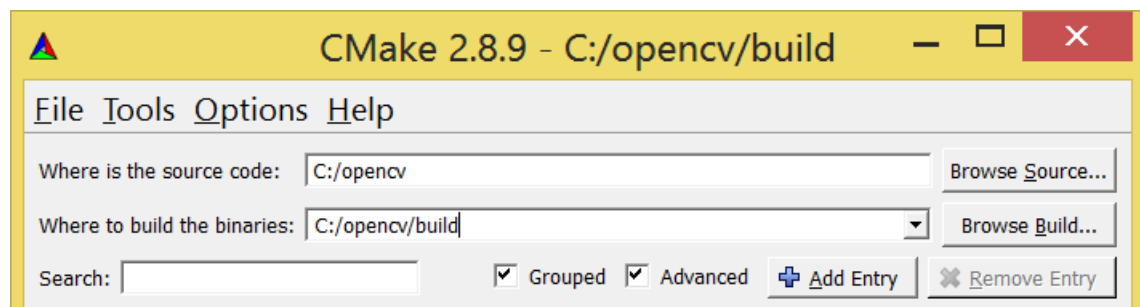 CMake 2.8.9 - C:/opencv/build
File Tools Options Help
Where is the source code: C:/opencv Browse Source...
Where to build the binaries: C:/opencv/build Browse Build...
Search: Grouped Advanced Add Entry Remove Entry